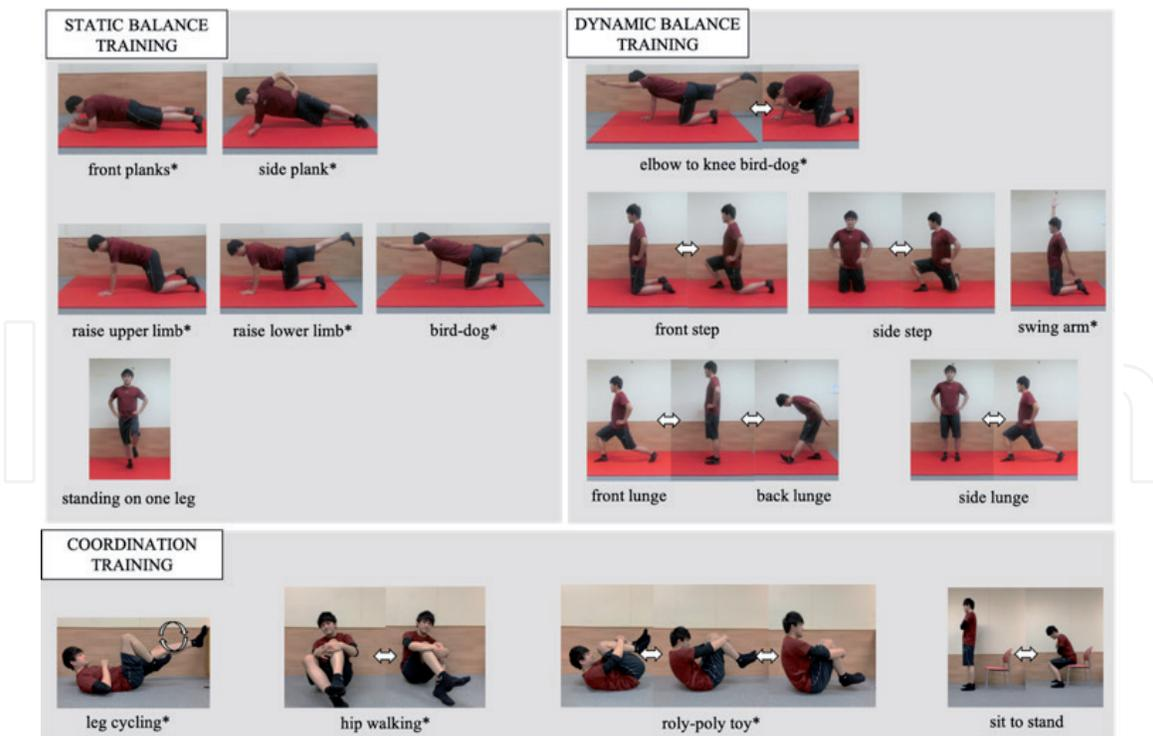 STATIC BALANCE
TRAINING
front planks*
side plank*
raise upper limb*
raise lower limb*
bird-dog*
standing on one leg
DYNAMIC BALANCE
TRAINING
elbow to knee bird-dog*
front step
side step
swing arm*
front lunge
back lunge
side lunge
COORDINATION
TRAINING
leg cycling*
hip walking*
roly-poly toy*
sit to stand